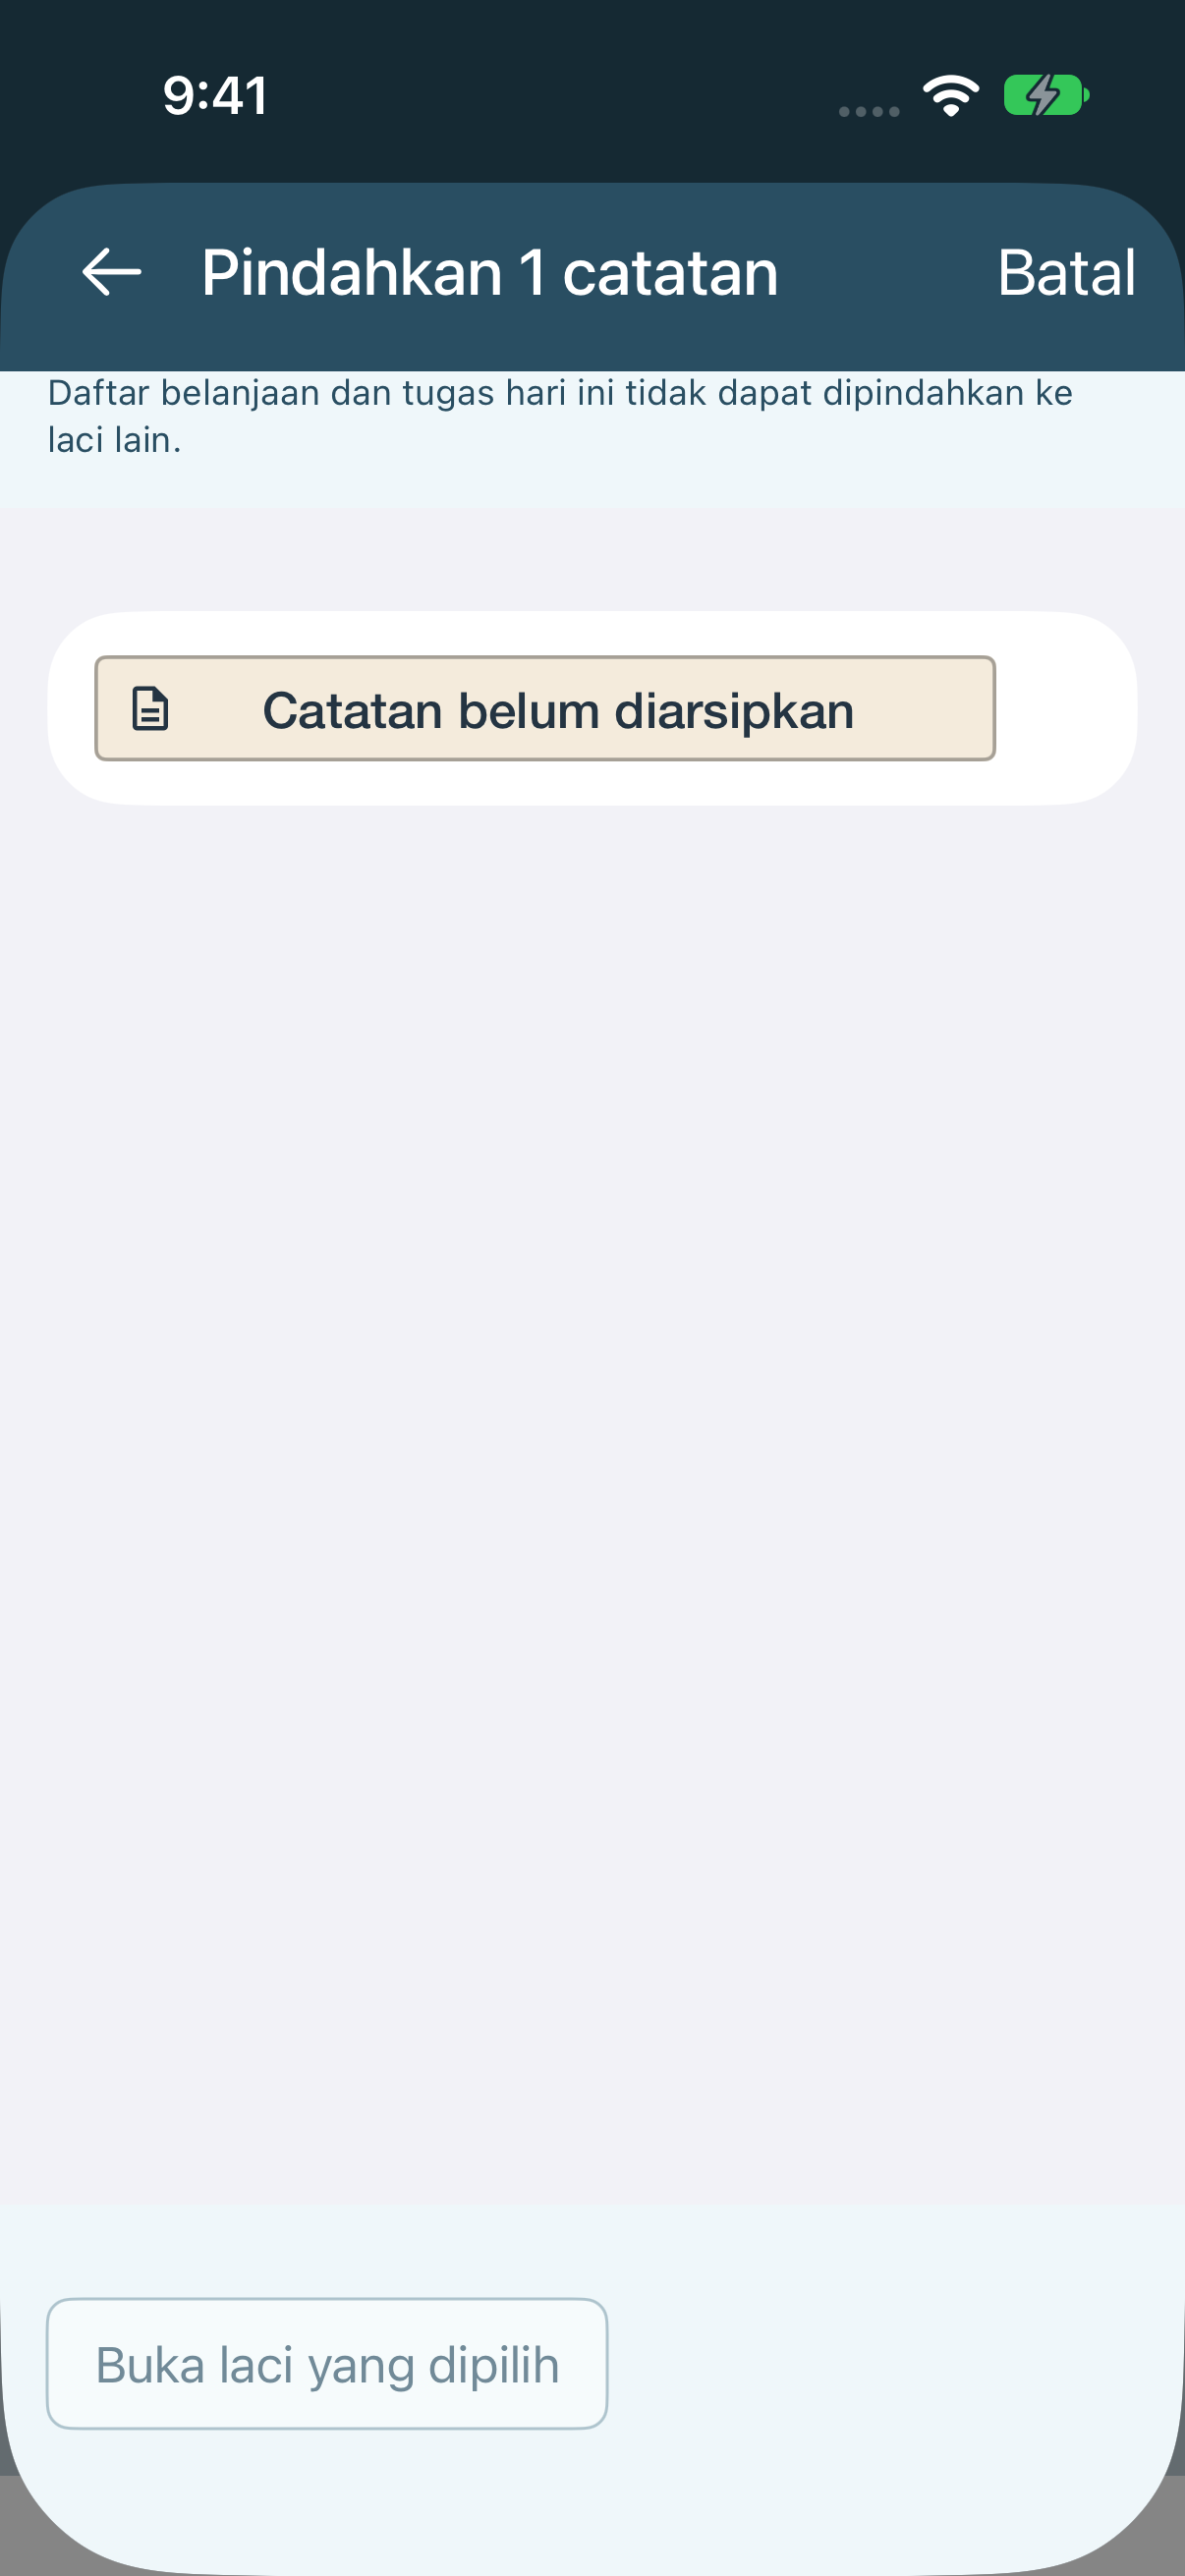 9:41
Pindahkan 1 catatan
Batal
Daftar belanjaan dan tugas hari ini tidak dapat dipindahkan ke
laci lain.
Catatan belum diarsipkan
Buka laci yang dipilih